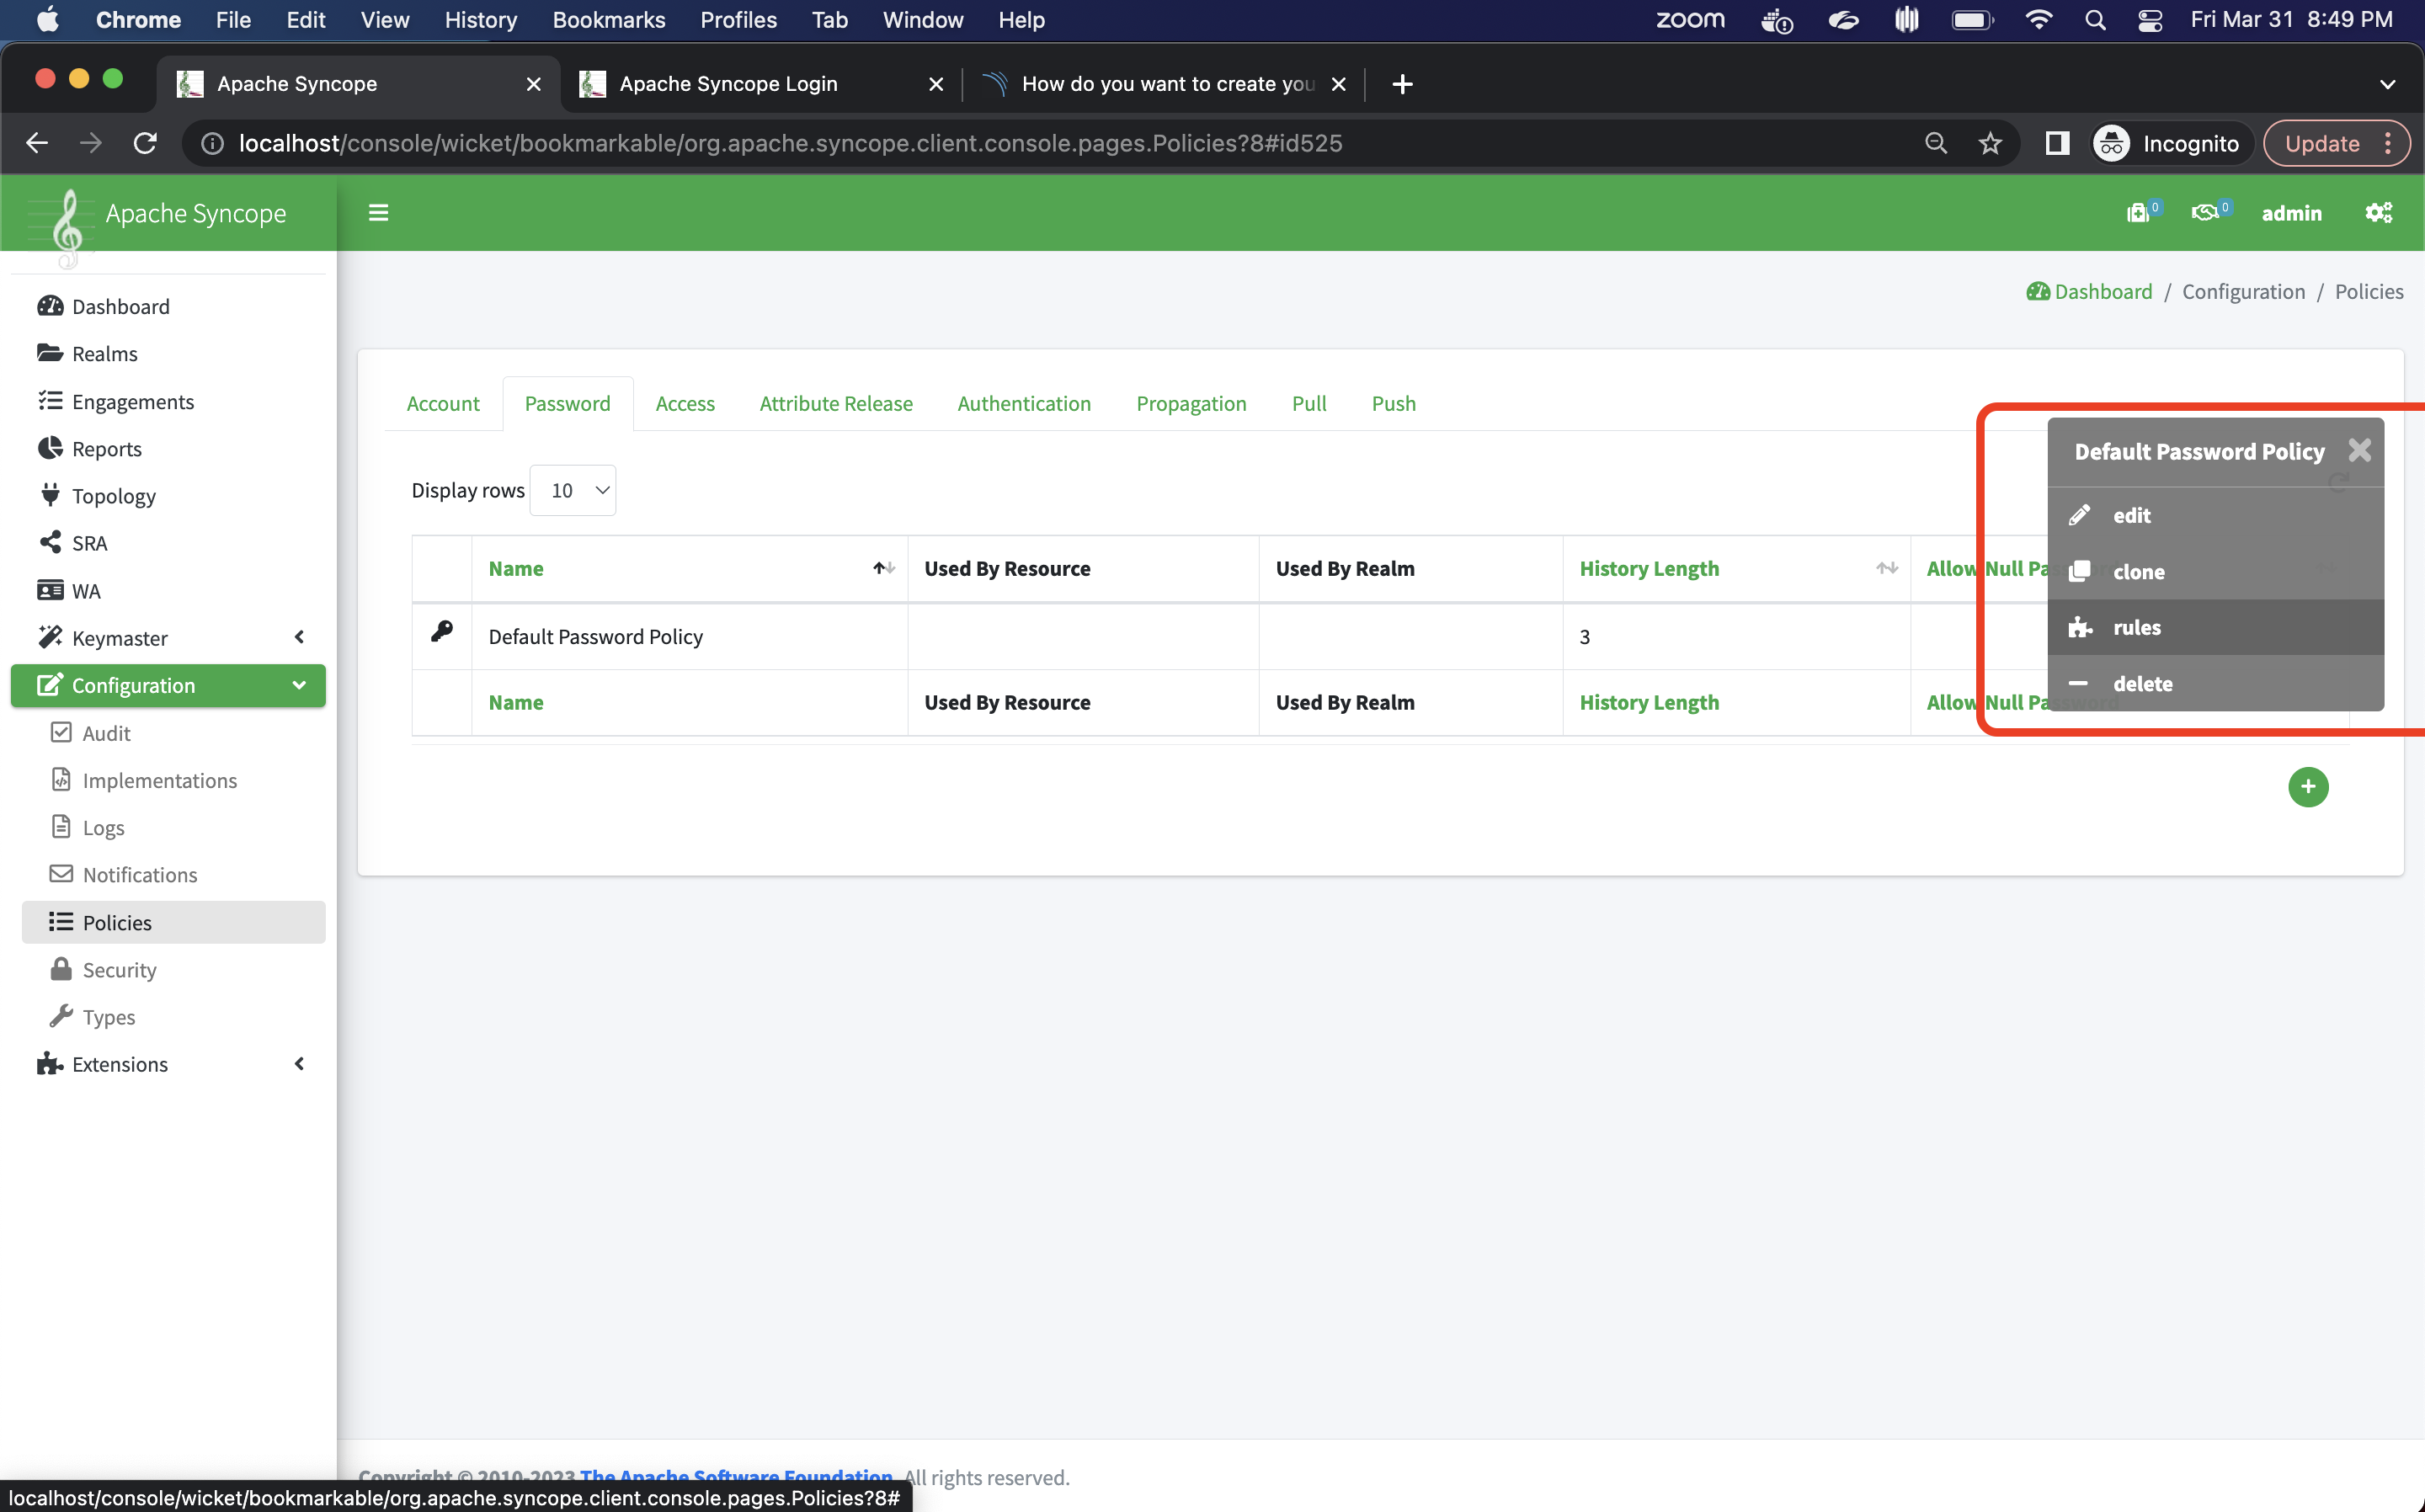 Chrome File Edit View History Bookmarks Profiles Tab Window Help zoom Fri Mar 31 8:49 PM
Apache Syncope Apache Syncope Login How do you want to create you
localhost/console/wicket/bookmarkable/org.apache.syncope.client.console.pages.Policies?8#id525 Incognito Update
Apache Syncope 0 0 admin
Dashboard / Configuration / Policies
Dashboard
Realms
Engagements
Reports
Topology
SRA
WA
Keymaster
Configuration
Audit
Implementations
Logs
Notifications
Policies
Security
Types
Extensions
Account Password Access Attribute Release Authentication Propagation Pull Push
Display rows 10
Name Used By Resource Used By Realm History Length Allow Null Pa
Default Password Policy 3
Name Used By Resource Used By Realm History Length Allow Null Password
Default Password Policy
edit
clone
rules
delete
Copyright © 2010-2023 The Apache Software Foundation. All rights reserved.
localhost/console/wicket/bookmarkable/org.apache.syncope.client.console.pages.Policies?8#